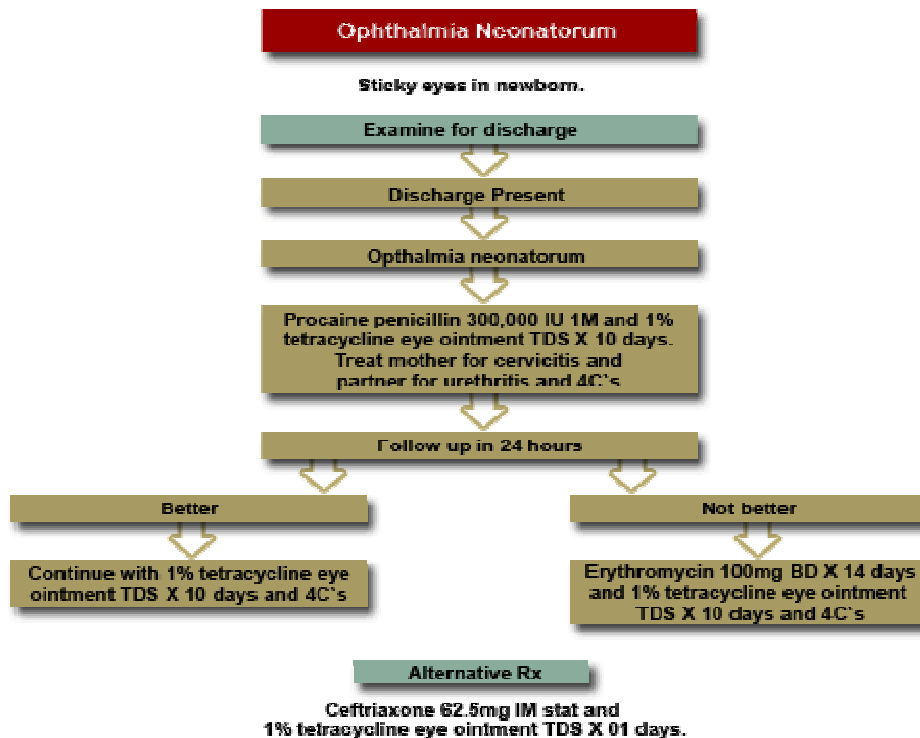 Ophthalmia Neonatorum
Sticky eyes in newborn.
Examine for discharge
Discharge Present
Opthalmia neonatorum
Procaine penicillin 300,000 IU 1M and 1%
tetracycline eye ointment TDS X 10 days.
Treat mother for cervicitis and
partner for urethritis and 4C`s
Follow up in 24 hours
Better
Not better
Continue with 1% tetracycline eye
ointment TDS X 10 days and 4C`s
Erythromycin 100mg BD X 14 days
and 1% tetracycline eye ointment
TDS X 10 days and 4C`s
Alternative Rx
Ceftriaxone 62.5mg IM stat and
1% tetracycline eye ointment TDS X 01 days.